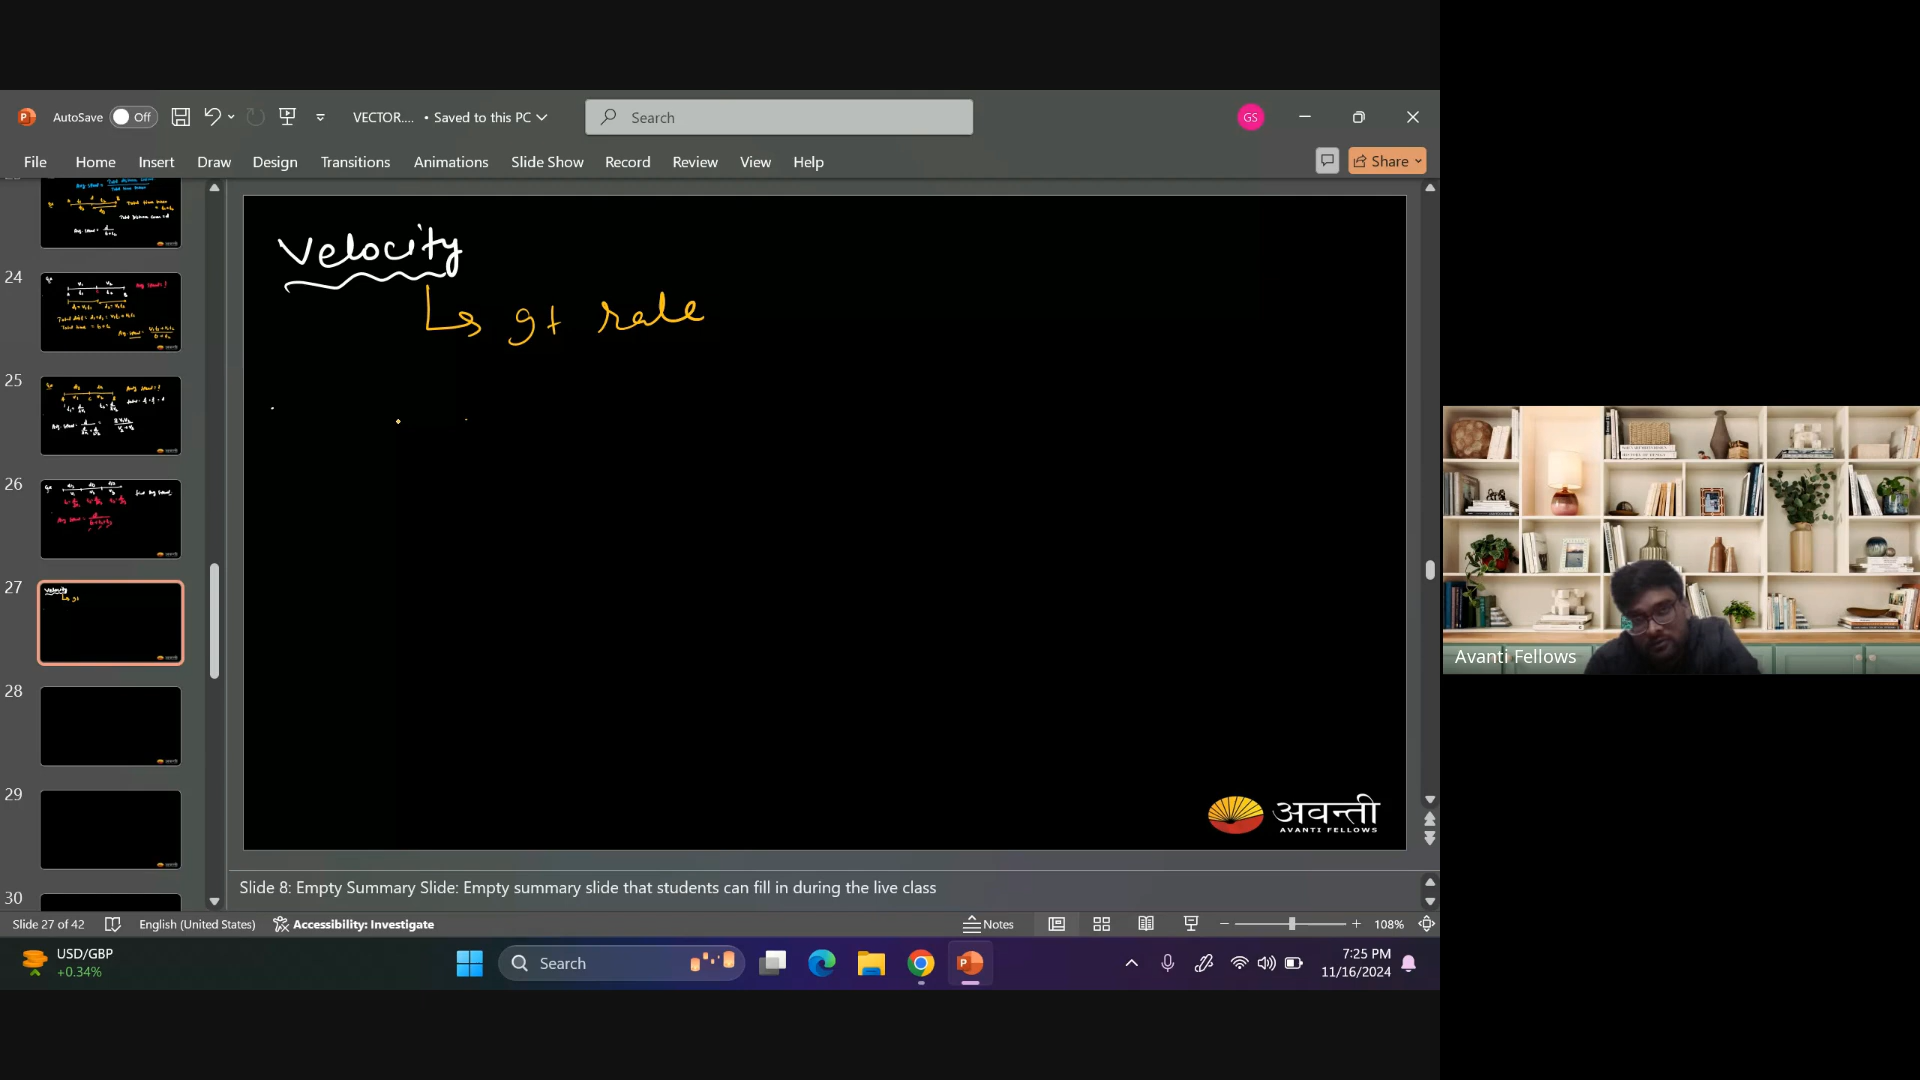 AutoSave Off VECTOR.... • Saved to this PC Search GS
File Home Insert Draw Design Transitions Animations Slide Show Record Review View Help Share
24
25
26
27
28
29
30
Velocity
↳ gt rate
अवन्ती
AVANTI FELLOWS
Avanti Fellows
Slide 8: Empty Summary Slide: Empty summary slide that students can fill in during the live class
Slide 27 of 42 English (United States) Accessibility: Investigate Notes 108%
USD/GBP
+0.34%
Search
7:25 PM
11/16/2024